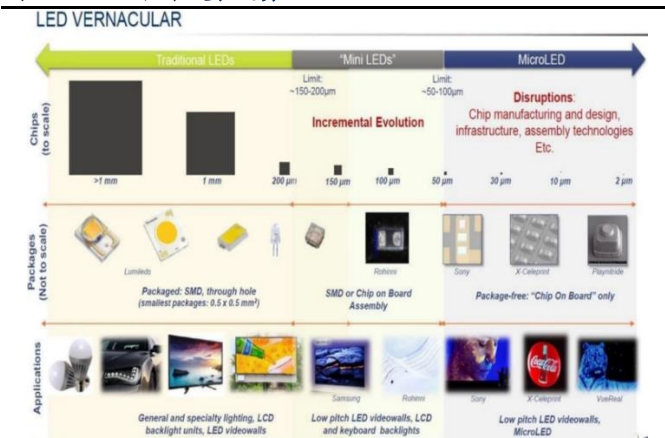 LED VERNACULAR
Traditional LEDs
"Mini LEDs"
MicroLED
Chips
(to scale)
Limit:
~150-200µm
Limit:
~50-100µm
Incremental Evolution
Disruptions:
Chip manufacturing and design,
infrastructure, assembly technologies
Etc.
>1 mm
1 mm
200 µm
150 µm
100 µm
50 µm
30 µm
10 µm
2 µm
Packages
(Not to scale)
Lumileds
Rohinni
Sony
X-Celeprint
Playnitride
Packaged: SMD, through hole
(smallest packages: 0.5 x 0.5 mm²)
SMD or Chip on Board
Assembly
Package-free: "Chip On Board" only
Applications
Coca-Cola
Samsung
Rohinni
Sony
X-Celeprint
VueReal
General and specialty lighting, LCD
backlight units, LED videowalls
Low pitch LED videowalls, LCD
and keyboard backlights
Low pitch LED videowalls,
MicroLED